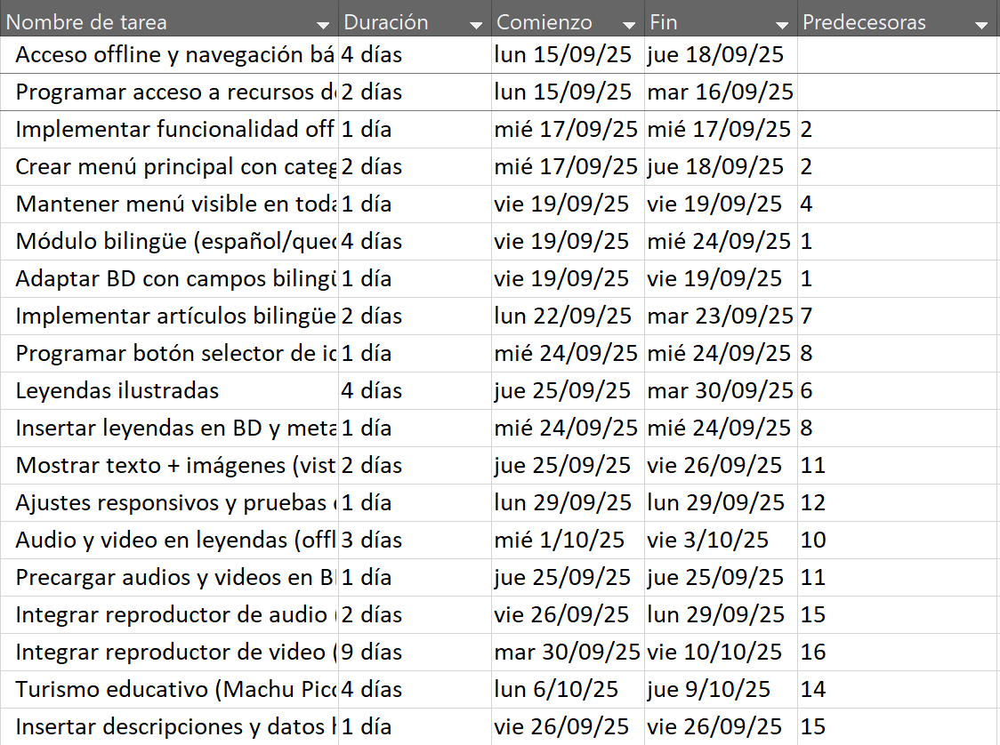 Nombre de tarea Duración Comienzo Fin Predecesoras
Acceso offline y navegación bá 4 días lun 15/09/25 jue 18/09/25
Programar acceso a recursos d 2 días lun 15/09/25 mar 16/09/25
Implementar funcionalidad off 1 día mié 17/09/25 mié 17/09/25 2
Crear menú principal con categ 2 días mié 17/09/25 jue 18/09/25 2
Mantener menú visible en toda 1 día vie 19/09/25 vie 19/09/25 4
Módulo bilingüe (español/quec 4 días vie 19/09/25 mié 24/09/25 1
Adaptar BD con campos bilingü 1 día vie 19/09/25 vie 19/09/25 1
Implementar artículos bilingüe 2 días lun 22/09/25 mar 23/09/25 7
Programar botón selector de id 1 día mié 24/09/25 mié 24/09/25 8
Leyendas ilustradas 4 días jue 25/09/25 mar 30/09/25 6
Insertar leyendas en BD y meta 1 día mié 24/09/25 mié 24/09/25 8
Mostrar texto + imágenes (vist 2 días jue 25/09/25 vie 26/09/25 11
Ajustes responsivos y pruebas 1 día lun 29/09/25 lun 29/09/25 12
Audio y video en leyendas (offl 3 días mié 1/10/25 vie 3/10/25 10
Precargar audios y videos en B 1 día jue 25/09/25 jue 25/09/25 11
Integrar reproductor de audio ( 2 días vie 26/09/25 lun 29/09/25 15
Integrar reproductor de video ( 9 días mar 30/09/25 vie 10/10/25 16
Turismo educativo (Machu Picc 4 días lun 6/10/25 jue 9/10/25 14
Insertar descripciones y datos h 1 día vie 26/09/25 vie 26/09/25 15